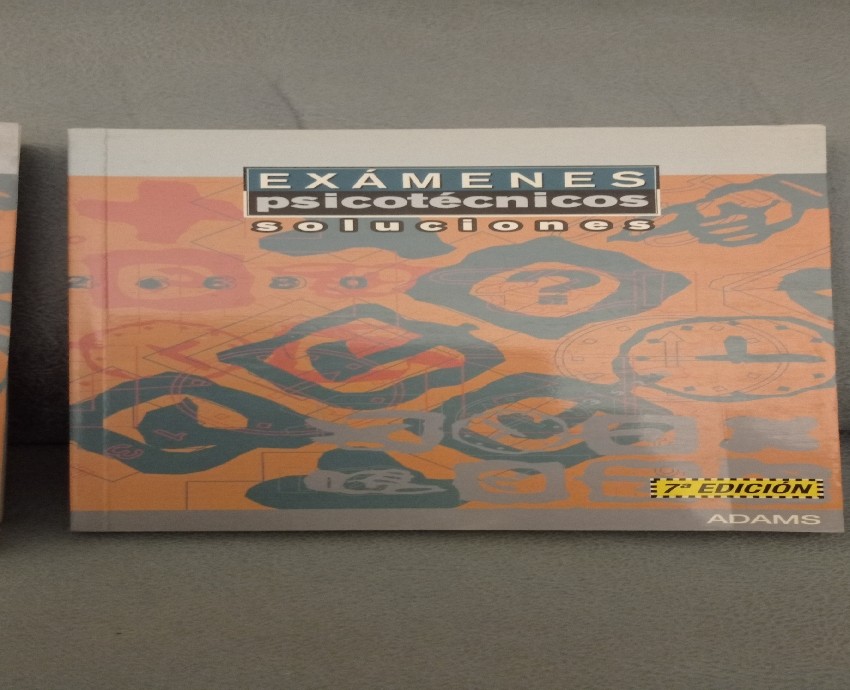 EXÁMENES
psicotécnicos
soluciones
7ª EDICIÓN
ADAMS